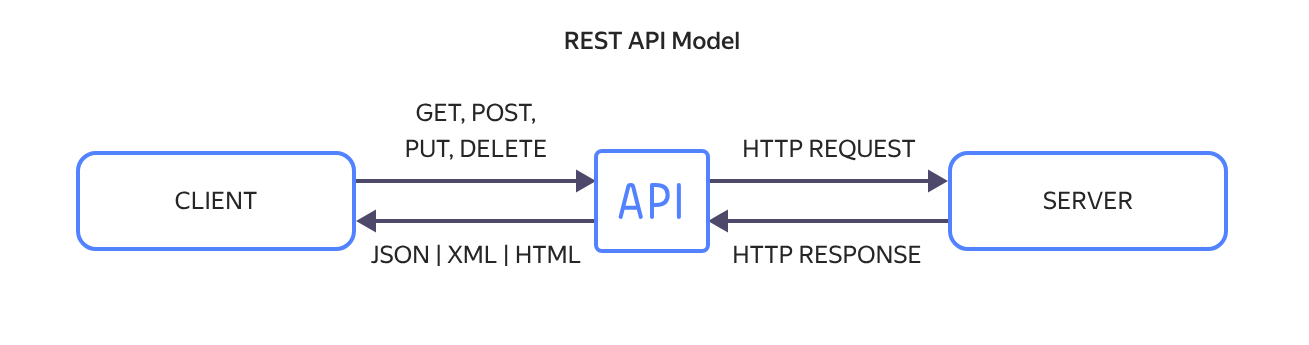 REST API Model
GET, POST,
PUT, DELETE
HTTP REQUEST
CLIENT
API
SERVER
JSON | XML | HTML
HTTP RESPONSE